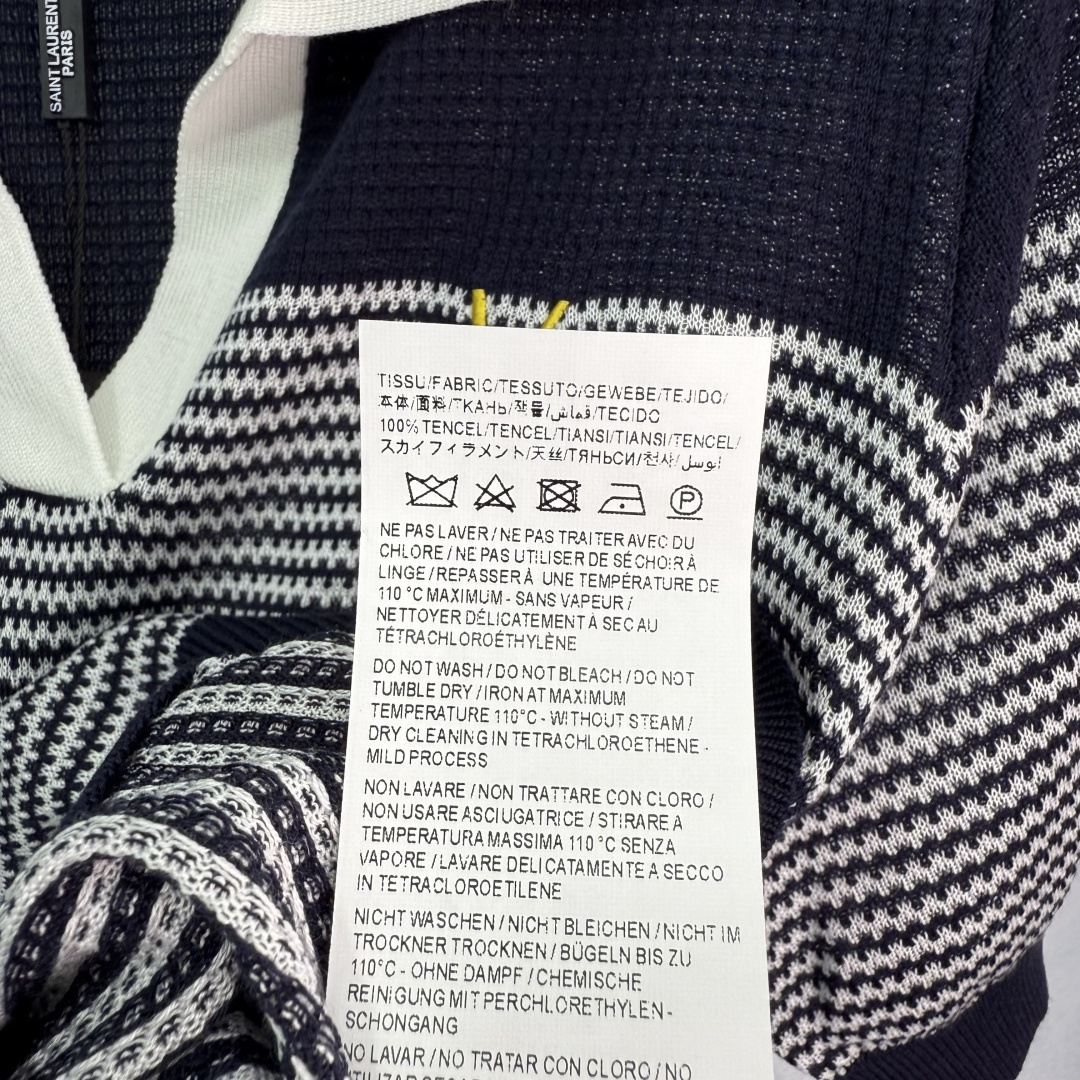 SAINT LAURENT
PARIS
TISSU/FABRIC/TESSUTO/GEWEBE/TEJIDO/
本体/面料/ТКАНЬ/직물/قماش/TECIDO
100% TENCEL/TENCEL/TIANSI/TIANSI/TENCEL/
スカイフィラメント/天丝/ТЯНЬСИ/천사/
P
NE PAS LAVER / NE PAS TRAITER AVEC DU
CHLORE / NE PAS UTILISER DE SÉCHOIR À
LINGE / REPASSER À UNE TEMPÉRATURE DE
110 °C MAXIMUM - SANS VAPEUR /
NETTOYER DÉLICATEMENT À SEC AU
TÉTRACHLOROÉTHYLÈNE
DO NOT WASH / DO NOT BLEACH / DO NOT
TUMBLE DRY / IRON AT MAXIMUM
TEMPERATURE 110°C - WITHOUT STEAM /
DRY CLEANING IN TETRACHLOROETHENE -
MILD PROCESS
NON LAVARE / NON TRATTARE CON CLORO /
NON USARE ASCIUGATRICE / STIRARE A
TEMPERATURA MASSIMA 110 °C SENZA
VAPORE / LAVARE DELICATAMENTE A SECCO
IN TETRACLOROETILENE
NICHT WASCHEN / NICHT BLEICHEN / NICHT IM
TROCKNER TROCKNEN / BÜGELN BIS ZU
110°C - OHNE DAMPF / CHEMISCHE
REINIGUNG MIT PERCHLORETHYLEN-
SCHONGANG
NO LAVAR / NO TRATAR CON CLORO / NO